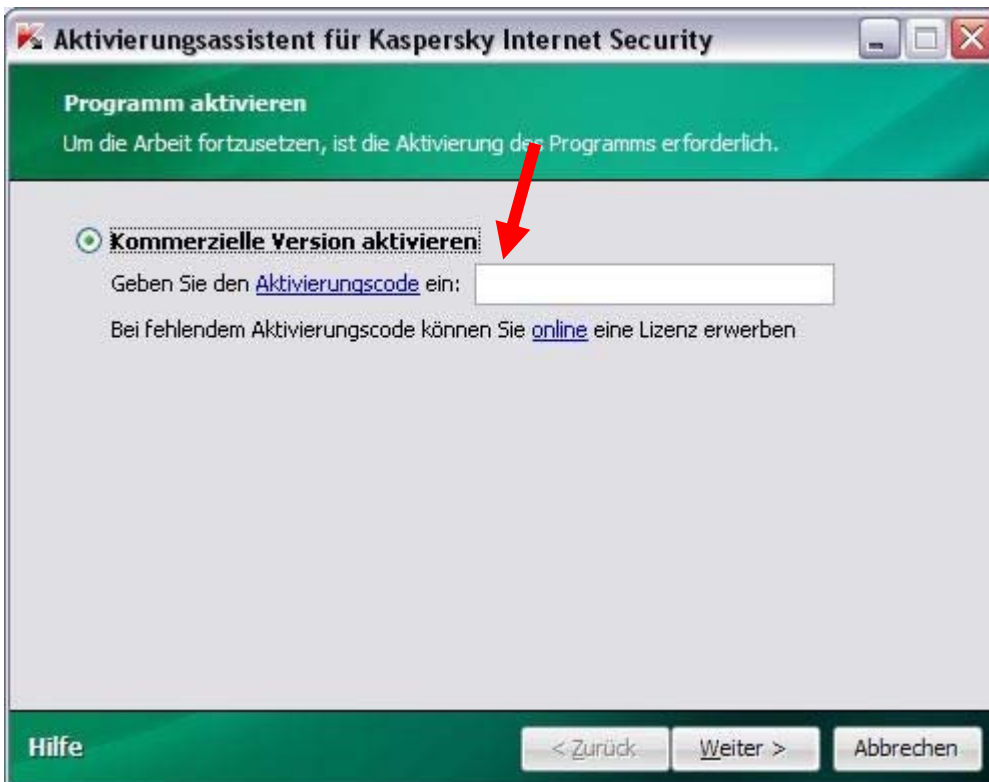 Aktivierungsassistent für Kaspersky Internet Security
Programm aktivieren
Um die Arbeit fortzusetzen, ist die Aktivierung des Programms erforderlich.
Kommerzielle Version aktivieren
Geben Sie den Aktivierungscode ein:
Bei fehlendem Aktivierungscode können Sie online eine Lizenz erwerben
Hilfe < Zurück Weiter > Abbrechen